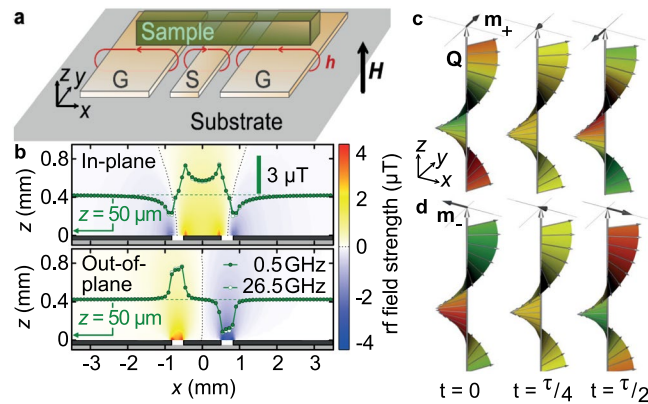 a
Sample
h
G
S
G
H
z
y
x
Substrate
b
In-plane
3 μT
z = 50 μm
z (mm)
0.8
0.4
0
Out-of-
plane
0.5 GHz
26.5 GHz
z = 50 μm
z (mm)
0.8
0.4
0
-3 -2 -1 0 1 2 3
x (mm)
4
2
0
-2
-4
rf field strength (μT)
c
m+
Q
z
y
x
d
m-
t = 0 t = τ/4 t = τ/2